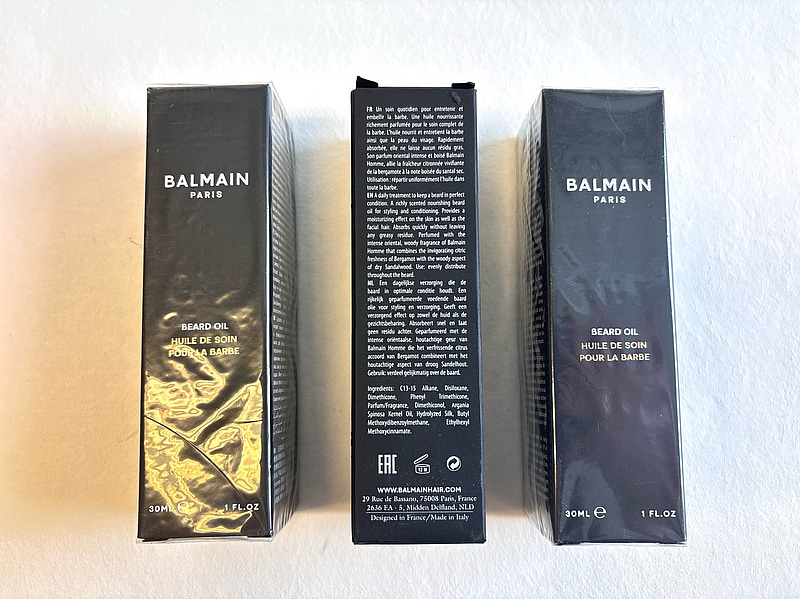 BALMAIN
PARIS
BEARD OIL
HUILE DE SOIN
POUR LA BARBE
30ML e
1 FL.OZ
FR Un soin quotidien pour entretenir et
embelir la barbe. Une huile nourrissante
richement parfumée pour le soin complet de
la barbe. L'huile nourrit et entretient la barbe
ainsi que la peau du visage. Rapidement
absorbée, elle ne laisse aucun résidu gras.
Son parfum oriental intense et boisé Balmain
Homme, allie la fraîcheur citronnée vivifiante
de la bergamote à la note boisée du santal sec.
Utilisation : répartir uniformément l'huile dans
toute la barbe.
EN A daily treatment to keep a beard in perfect
condition. A richly scented nourishing beard
oil for styling and conditioning. Provides a
moisturizing effect on the skin as well as the
facial hair. Absorbs quickly without leaving
any greasy residue. Perfumed with the
intense oriental, woody fragrance of Balmain
Homme that combines the invigorating citric
freshness of Bergamot with the woody aspect
of dry Sandalwood. Use: evenly distribute
throughout the beard.
NL Een dagelijkse verzorging die de
baard in optimale conditie houdt. Een
rijkelijk geparfumeerde voedende baard
olie voor styling en verzorging. Geeft een
verzorgend effect op zowel de huid als de
gezichtsbeharing. Absorbeert snel en laat
geen residu achter. Geparfumeerd met de
intense oriëntaalse, houtachtige geur van
Balmain Homme die het verfrissende citrus
accoord van Bergamot combineert met het
houtachtige aspect van droog Sandelhout.
Gebruik: verdeel gelijkmatig over de baard.
Ingredients: C13-15 Alkane, Disiloxane,
Dimethicone, Phenyl Trimethicone,
Parfum/Fragrance, Dimethiconol, Argania
Spinosa Kernel Oil, Hydrolyzed Silk, Butyl
Methoxydibenzoylmethane, Ethylhexyl
Methoxycinnamate.
EAC
12 M
WWW.BALMAINHAIR.COM
29 Rue de Bassano, 75008 Paris, France
2636 EA - 5, Midden Delfland, NLD
Designed in France/Made in Italy
BALMAIN
PARIS
BEARD OIL
HUILE DE SOIN
POUR LA BARBE
30ML e
1 FL.OZ